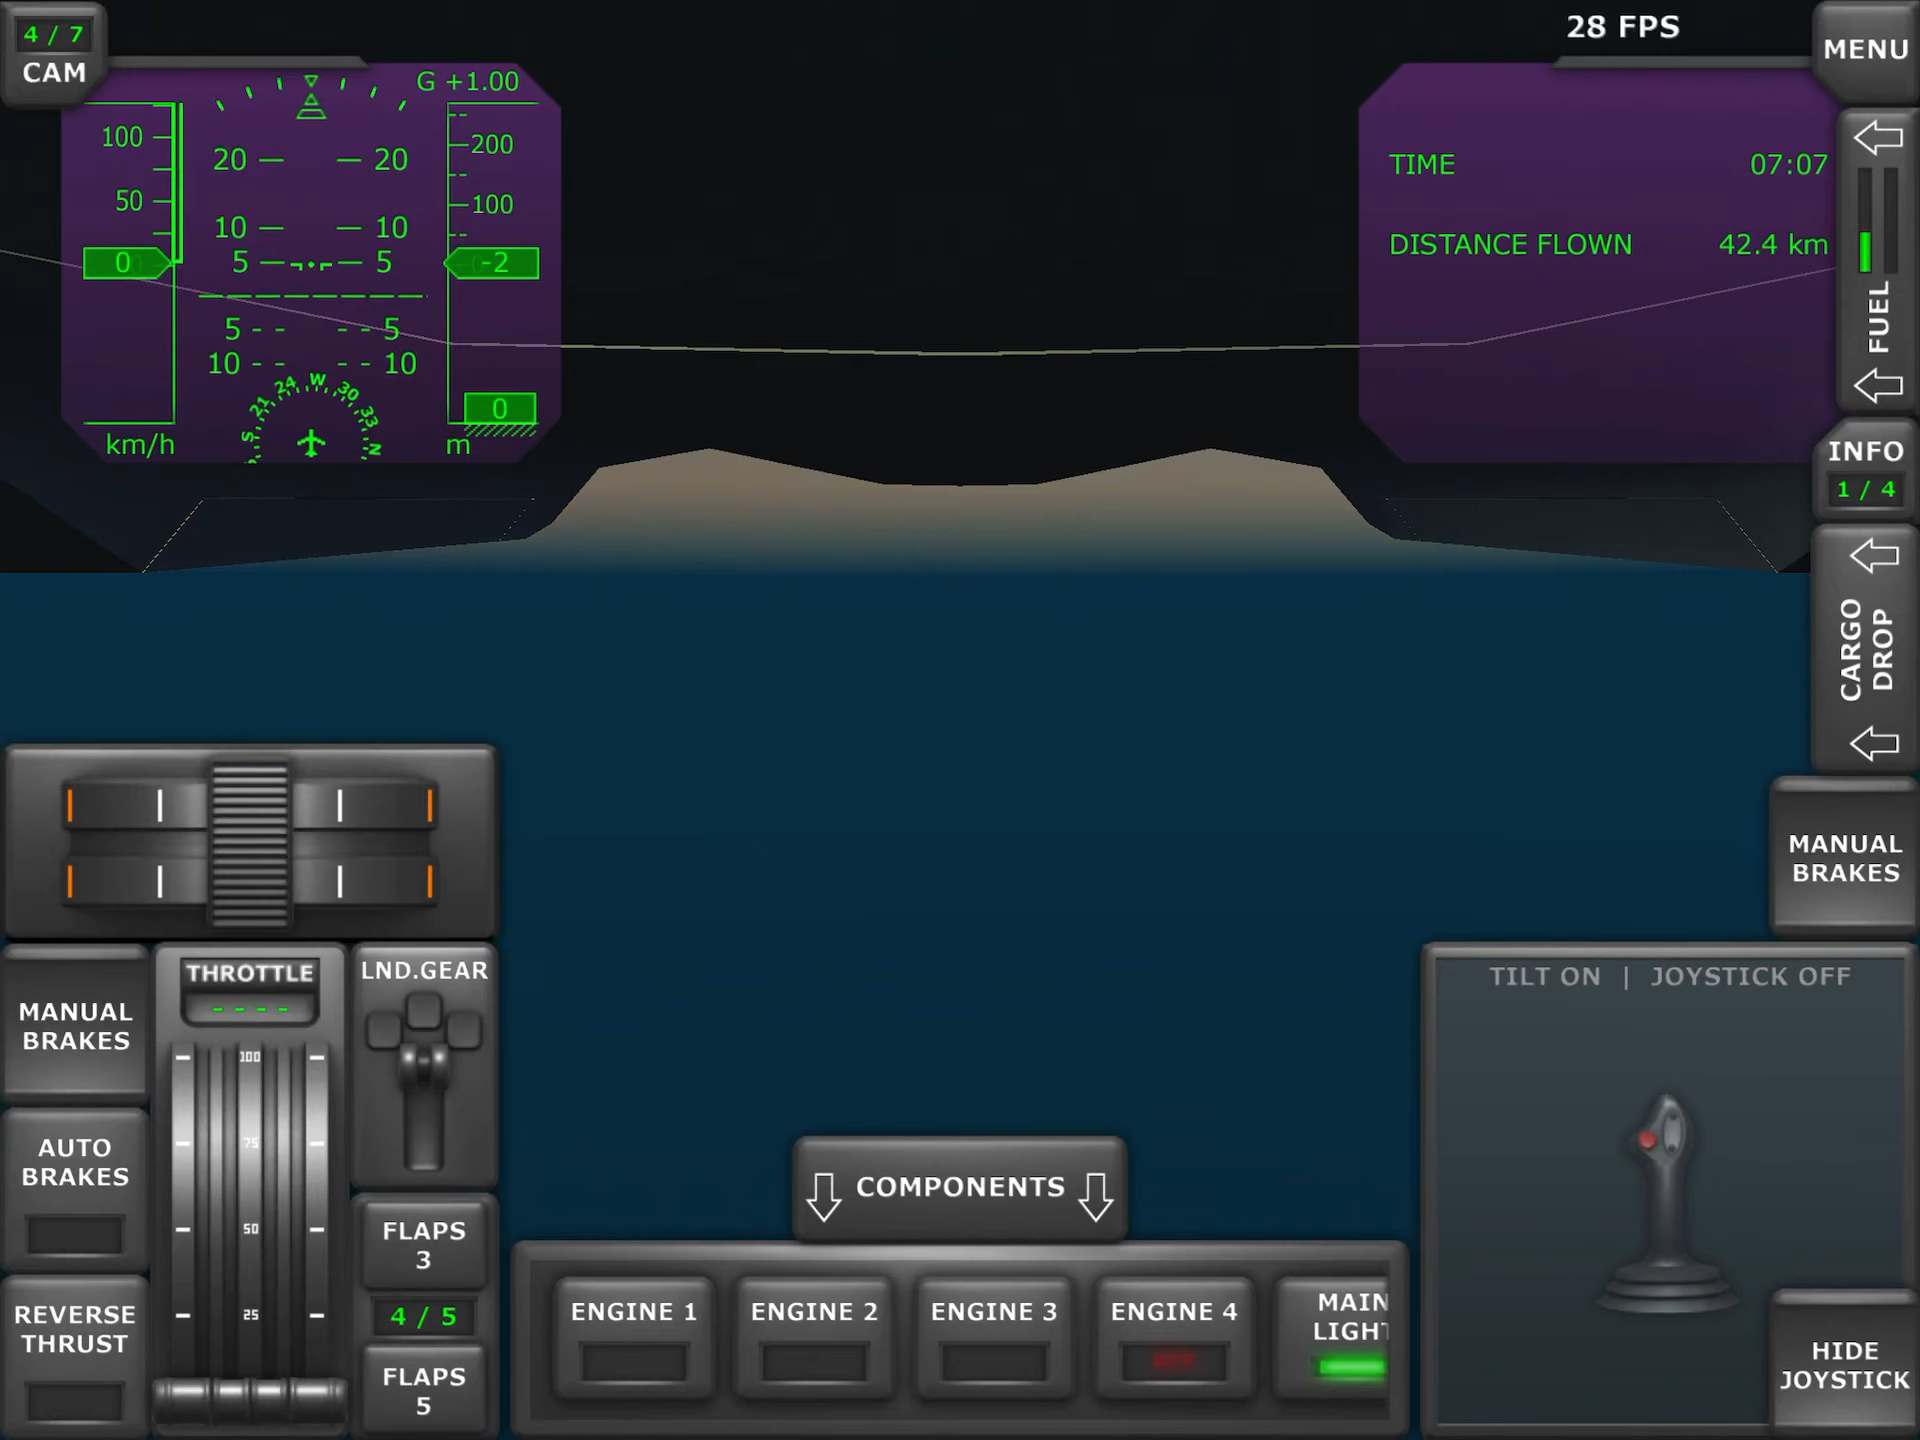 4 / 7
CAM
28 FPS
MENU
G +1.00
100
50
0
km/h
20 20
10 10
5 5
5 5
10 10
S 21 24 W 30 33 N
200
100
-2
0
m
TIME 07:07
DISTANCE FLOWN 42.4 km
FUEL
INFO
1 / 4
CARGO
DROP
MANUAL
BRAKES
THROTTLE
- - - -
100
75
50
25
LND.GEAR
MANUAL
BRAKES
AUTO
BRAKES
REVERSE
THRUST
FLAPS
3
4 / 5
FLAPS
5
COMPONENTS
ENGINE 1
ENGINE 2
ENGINE 3
ENGINE 4
OFF
MAIN
LIGHT
TILT ON | JOYSTICK OFF
HIDE
JOYSTICK